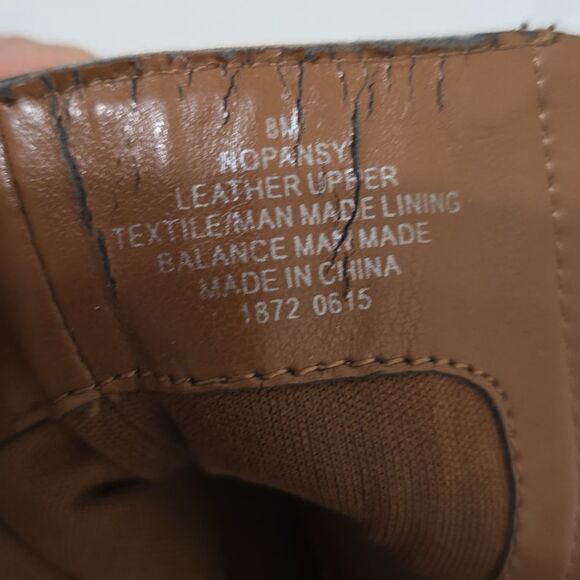 8M
NOPANSY
LEATHER UPPER
TEXTILE/MAN MADE LINING
BALANCE MAN MADE
MADE IN CHINA
1872 0615